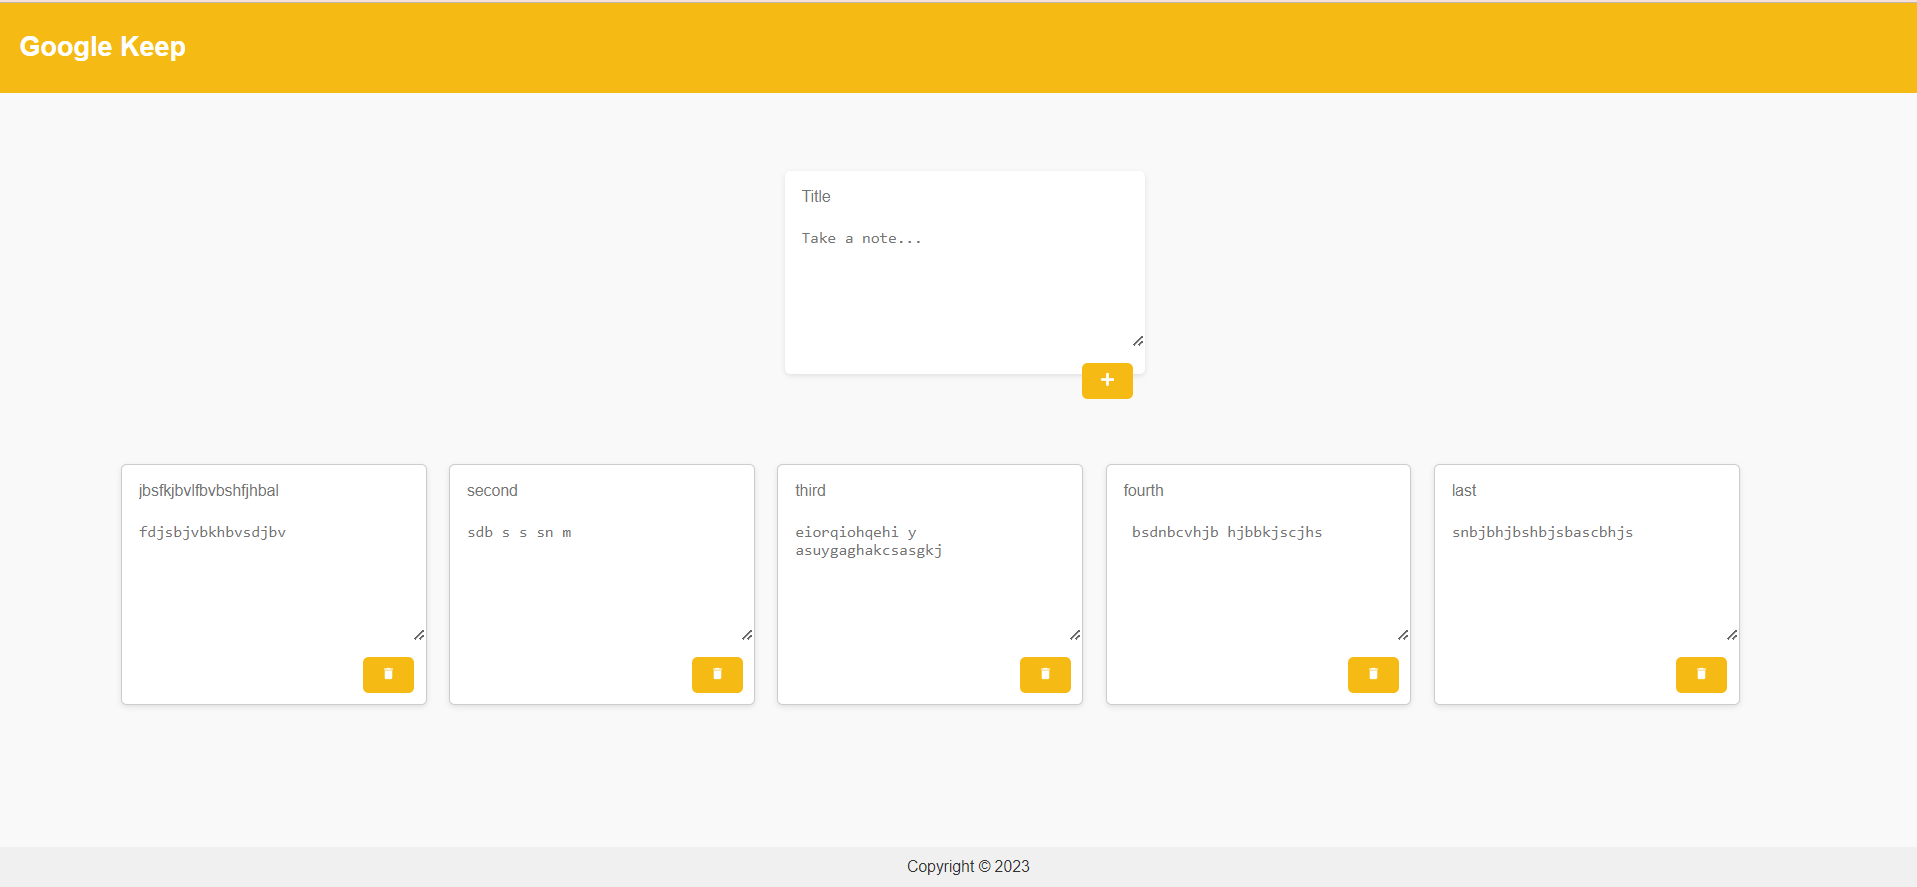 Google Keep
Title
Take a note...
jbsfkjbvlfbvbshfjhbal
fdjsbjvbkhbvsdjbv
second
sdb s s sn m
third
eiorqiohqehi y
asuygaghakcsasgkj
fourth
bsdnbcvhjb hjbbkjscjhs
last
snbjbhjbshbjsbascbhjs
Copyright © 2023